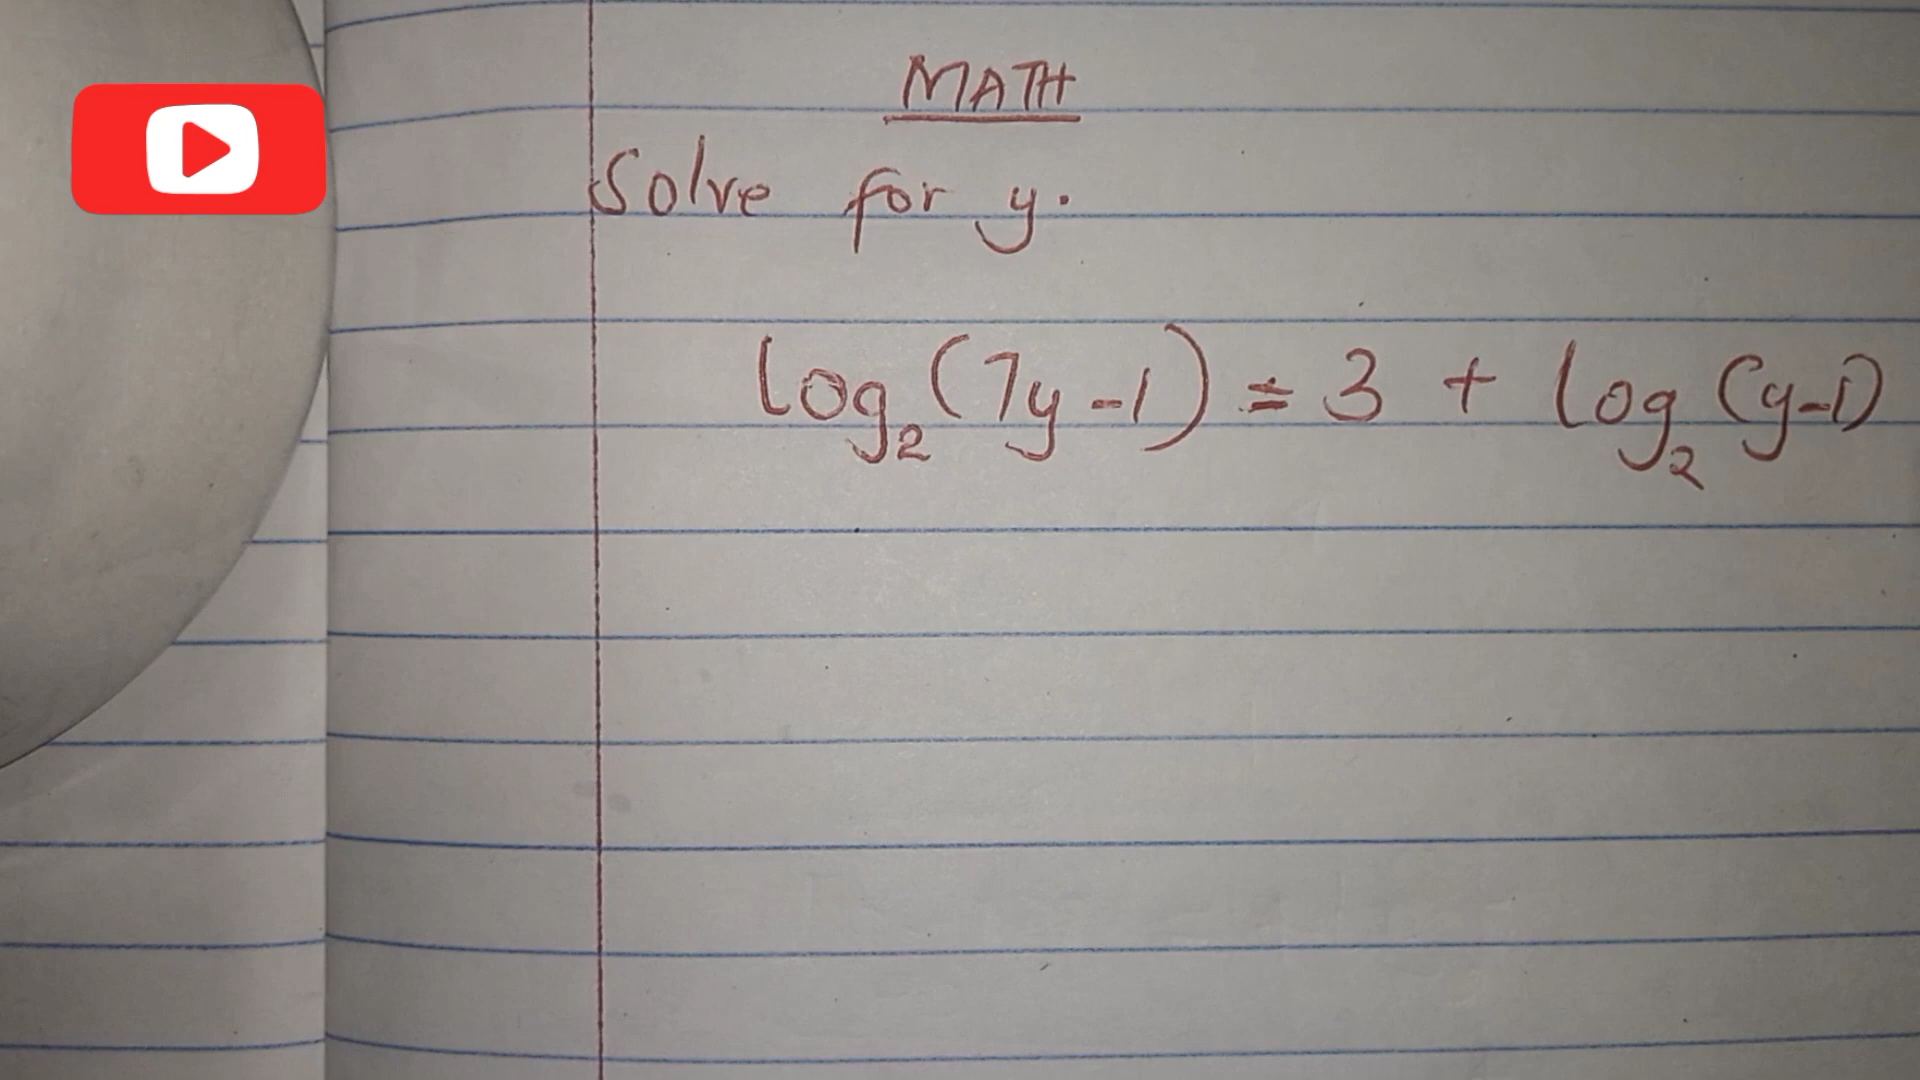 MATH
Solve for y.
log₂(7y-1) = 3 + log₂(y-1)